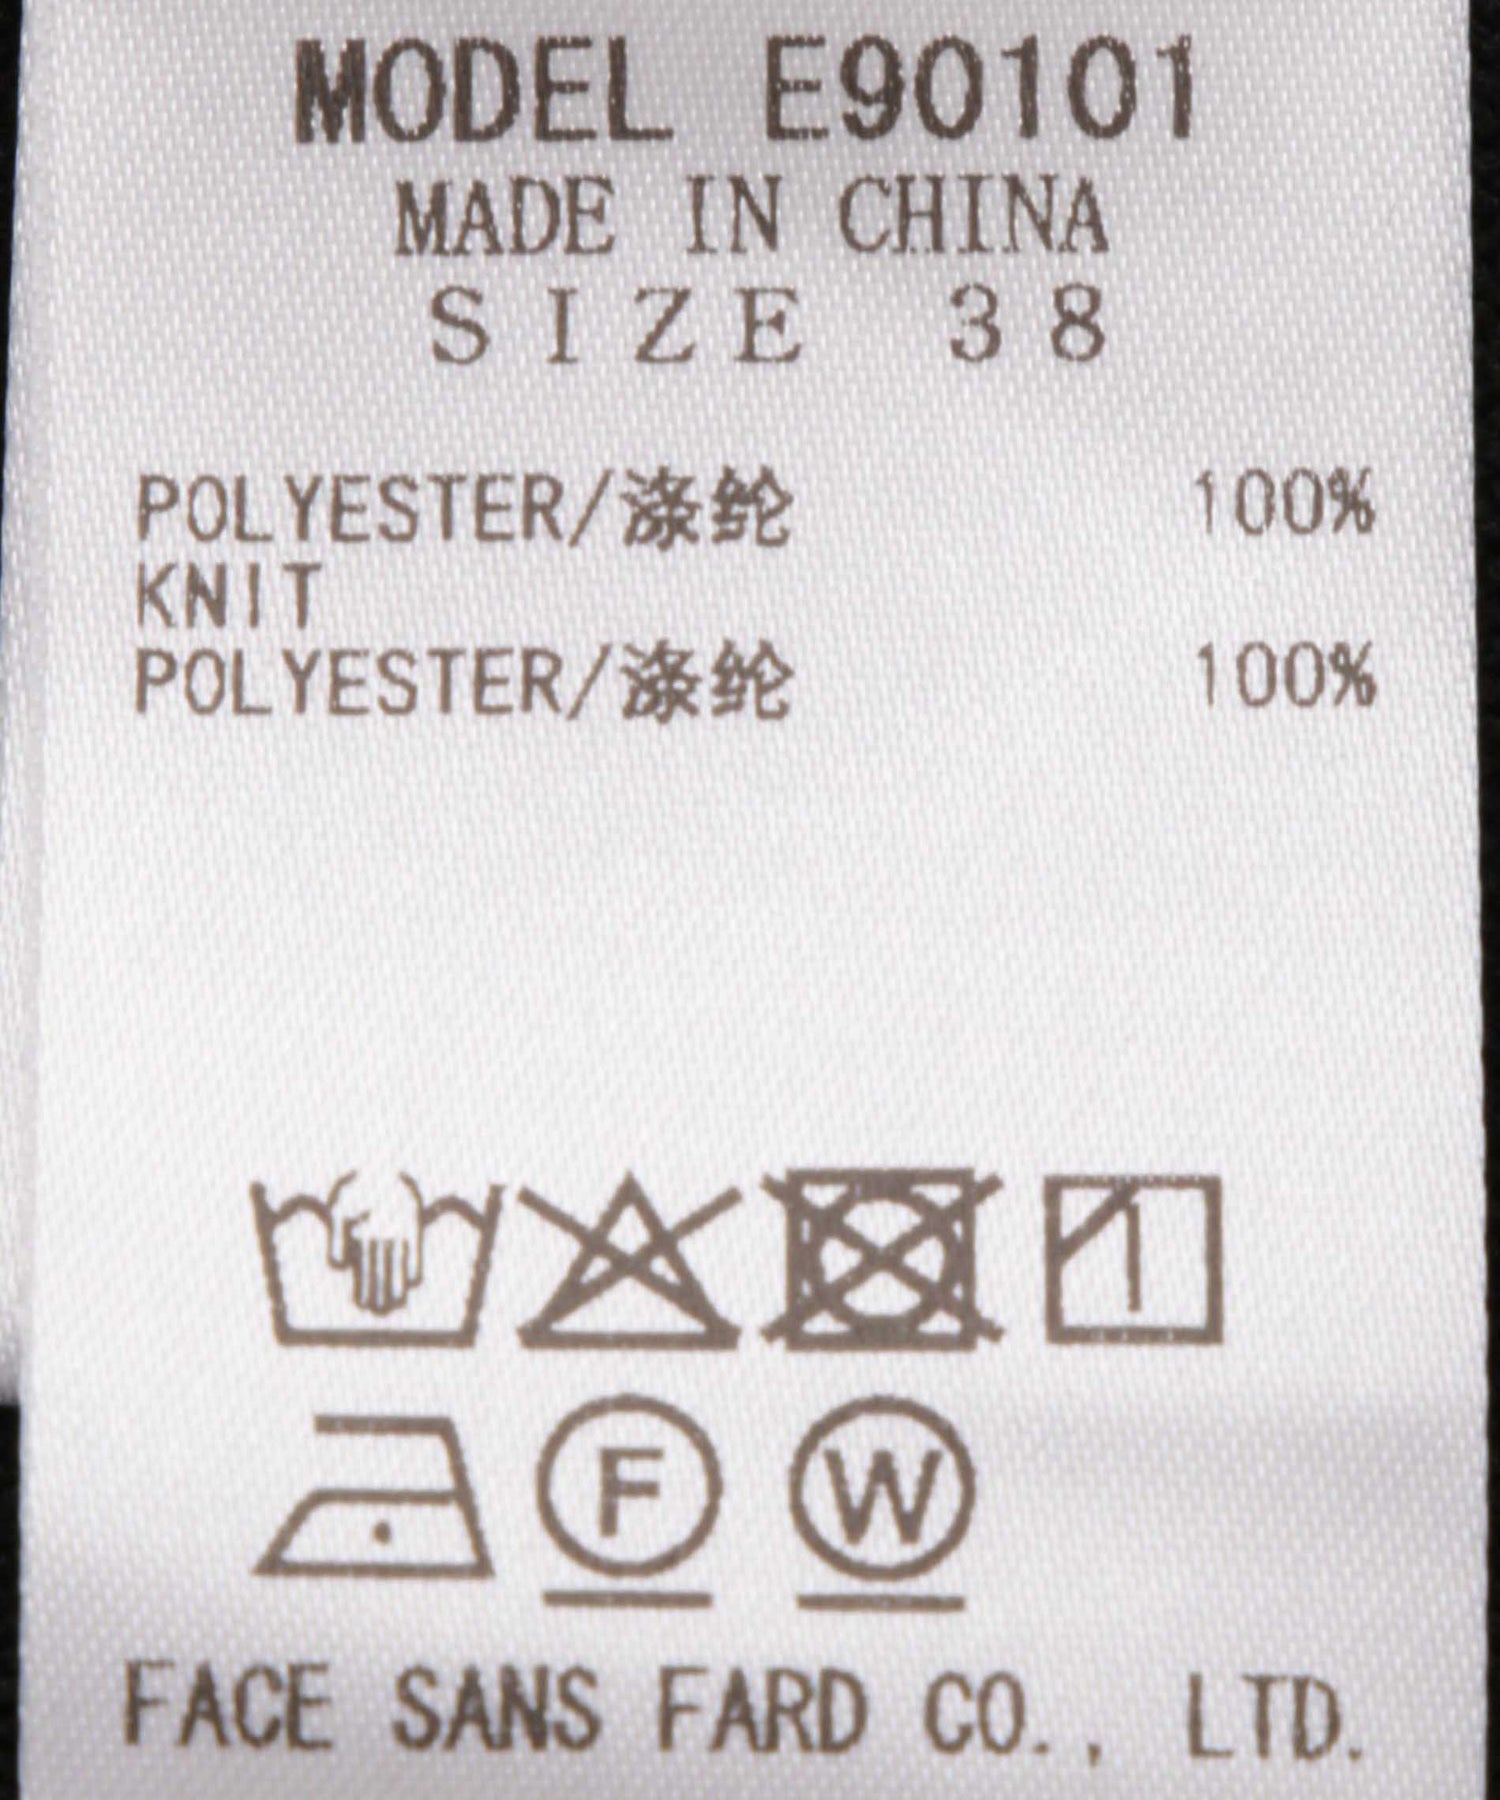 MODEL E90101
MADE IN CHINA
SIZE 38
POLYESTER/涤纶 100%
KNIT
POLYESTER/涤纶 100%
F W
FACE SANS FARD CO., LTD.